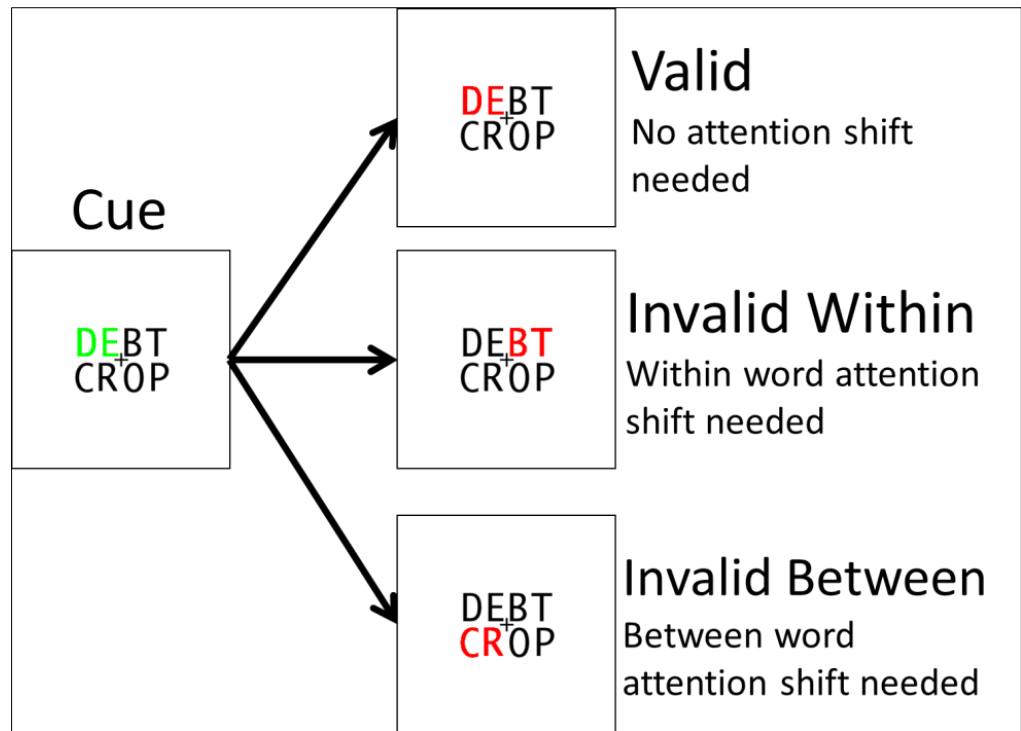 Cue
DEBT
+
CROP
DEBT
+
CROP
Valid
No attention shift
needed
DEBT
+
CROP
Invalid Within
Within word attention
shift needed
DEBT
+
CROP
Invalid Between
Between word
attention shift needed